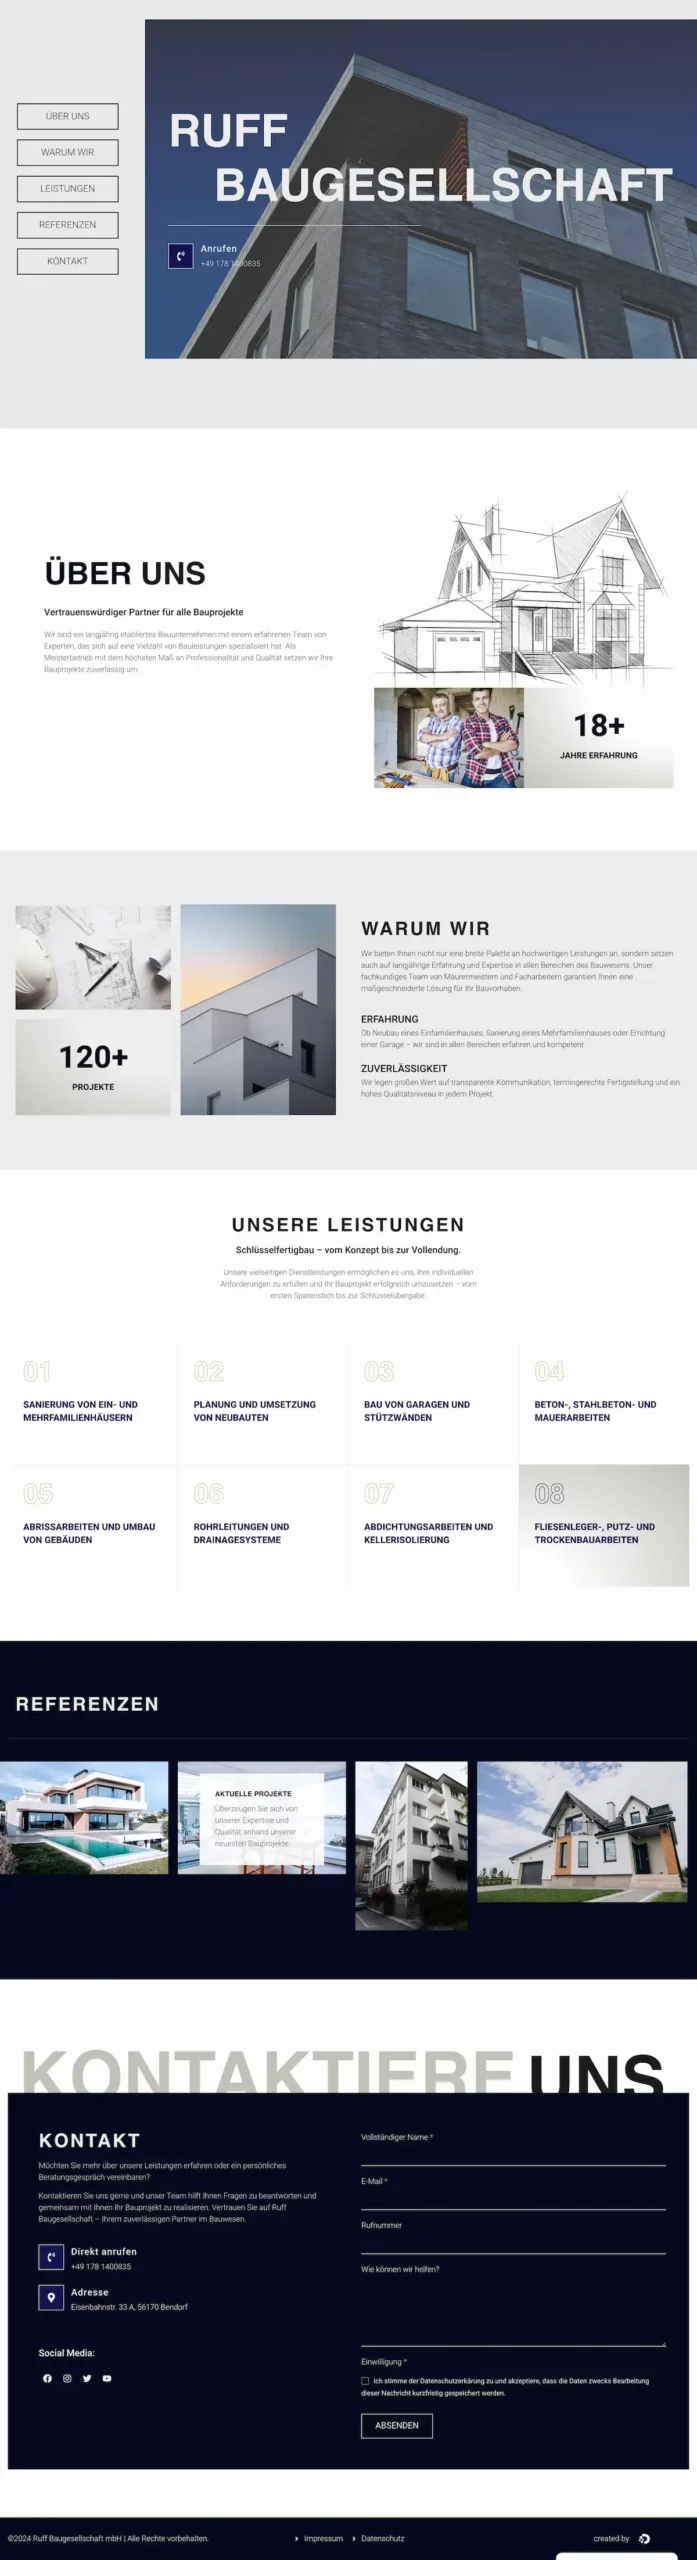 ÜBER UNS
WARUM WIR
LEISTUNGEN
REFERENZEN
KONTAKT
RUFF
BAUGESELLSCHAFT
Anrufen
+49 178 1400835
ÜBER UNS
Vertrauenswürdiger Partner für alle Bauprojekte
Wir sind ein langjährig etabliertes Bauunternehmen mit einem erfahrenen Team von
Experten, das sich auf eine Vielzahl von Bauleistungen spezialisiert hat. Als
Meisterbetrieb mit dem höchsten Maß an Professionalität und Qualität setzen wir Ihre
Bauprojekte zuverlässig um.
18+
JAHRE ERFAHRUNG
120+
PROJEKTE
WARUM WIR
Wir bieten Ihnen nicht nur eine breite Palette an hochwertigen Leistungen an, sondern setzen
auch auf langjährige Erfahrung und Expertise in allen Bereichen des Bauwesens. Unser
fachkundiges Team von Maurermeistern und Facharbeitern garantiert Ihnen eine
maßgeschneiderte Lösung für Ihr Bauvorhaben.
ERFAHRUNG
Ob Neubau eines Einfamilienhauses, Sanierung eines Mehrfamilienhauses oder Errichtung
einer Garage – wir sind in allen Bereichen erfahren und kompetent
ZUVERLÄSSIGKEIT
Wir legen großen Wert auf transparente Kommunikation, termingerechte Fertigstellung und ein
hohes Qualitätsniveau in jedem Projekt.
UNSERE LEISTUNGEN
Schlüsselfertigbau – vom Konzept bis zur Vollendung.
Unsere vielseitigen Dienstleistungen ermöglichen es uns, Ihre individuellen
Anforderungen zu erfüllen und Ihr Bauprojekt erfolgreich umzusetzen – vom
ersten Spatenstich bis zur Schlüsselübergabe.
01
SANIERUNG VON EIN- UND
MEHRFAMILIENHÄUSERN
02
PLANUNG UND UMSETZUNG
VON NEUBAUTEN
03
BAU VON GARAGEN UND
STÜTZWÄNDEN
04
BETON-, STAHLBETON- UND
MAUERARBEITEN
05
ABRISSARBEITEN UND UMBAU
VON GEBÄUDEN
06
ROHRLEITUNGEN UND
DRAINAGESYSTEME
07
ABDICHTUNGSARBEITEN UND
KELLERISOLIERUNG
08
FLIESENLEGER-, PUTZ- UND
TROCKENBAUARBEITEN
REFERENZEN
AKTUELLE PROJEKTE
Überzeugen Sie sich von
unserer Expertise und
Qualität anhand unserer
neuesten Bauprojekte.
KONTAKTIERE UNS
KONTAKT
Möchten Sie mehr über unsere Leistungen erfahren oder ein persönliches
Beratungsgespräch vereinbaren?
Kontaktieren Sie uns gerne und unser Team hilft Ihnen Fragen zu beantworten und
gemeinsam mit Ihnen Ihr Bauprojekt zu realisieren. Vertrauen Sie auf Ruff
Baugesellschaft – Ihrem zuverlässigen Partner im Bauwesen.
Direkt anrufen
+49 178 1400835
Adresse
Eisenbahnstr. 33 A, 56170 Bendorf
Social Media:
Vollständiger Name *
E-Mail *
Rufnummer
Wie können wir helfen?
Einwilligung *
Ich stimme der Datenschutzerkärung zu und akzeptiere, dass die Daten zwecks Bearbeitung
dieser Nachricht kurzfristig gespeichert werden.
ABSENDEN
©2024 Ruff Baugesellschaft mbH | Alle Rechte vorbehalten.
Impressum
Datenschutz
created by